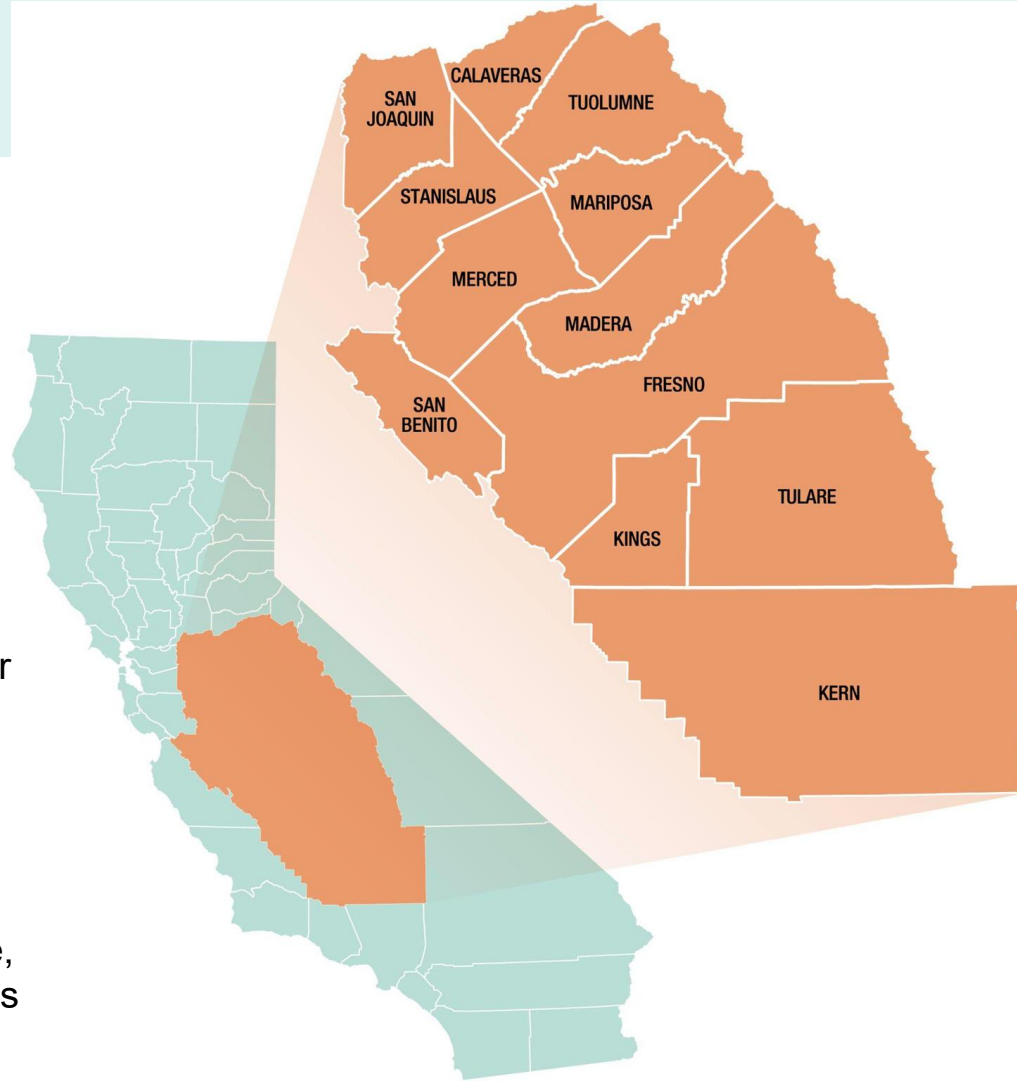 CALAVERAS
SAN
JOAQUIN
TUOLUMNE
STANISLAUS
MARIPOSA
MERCED
MADERA
FRESNO
SAN
BENITO
TULARE
KINGS
KERN
r
e,
s